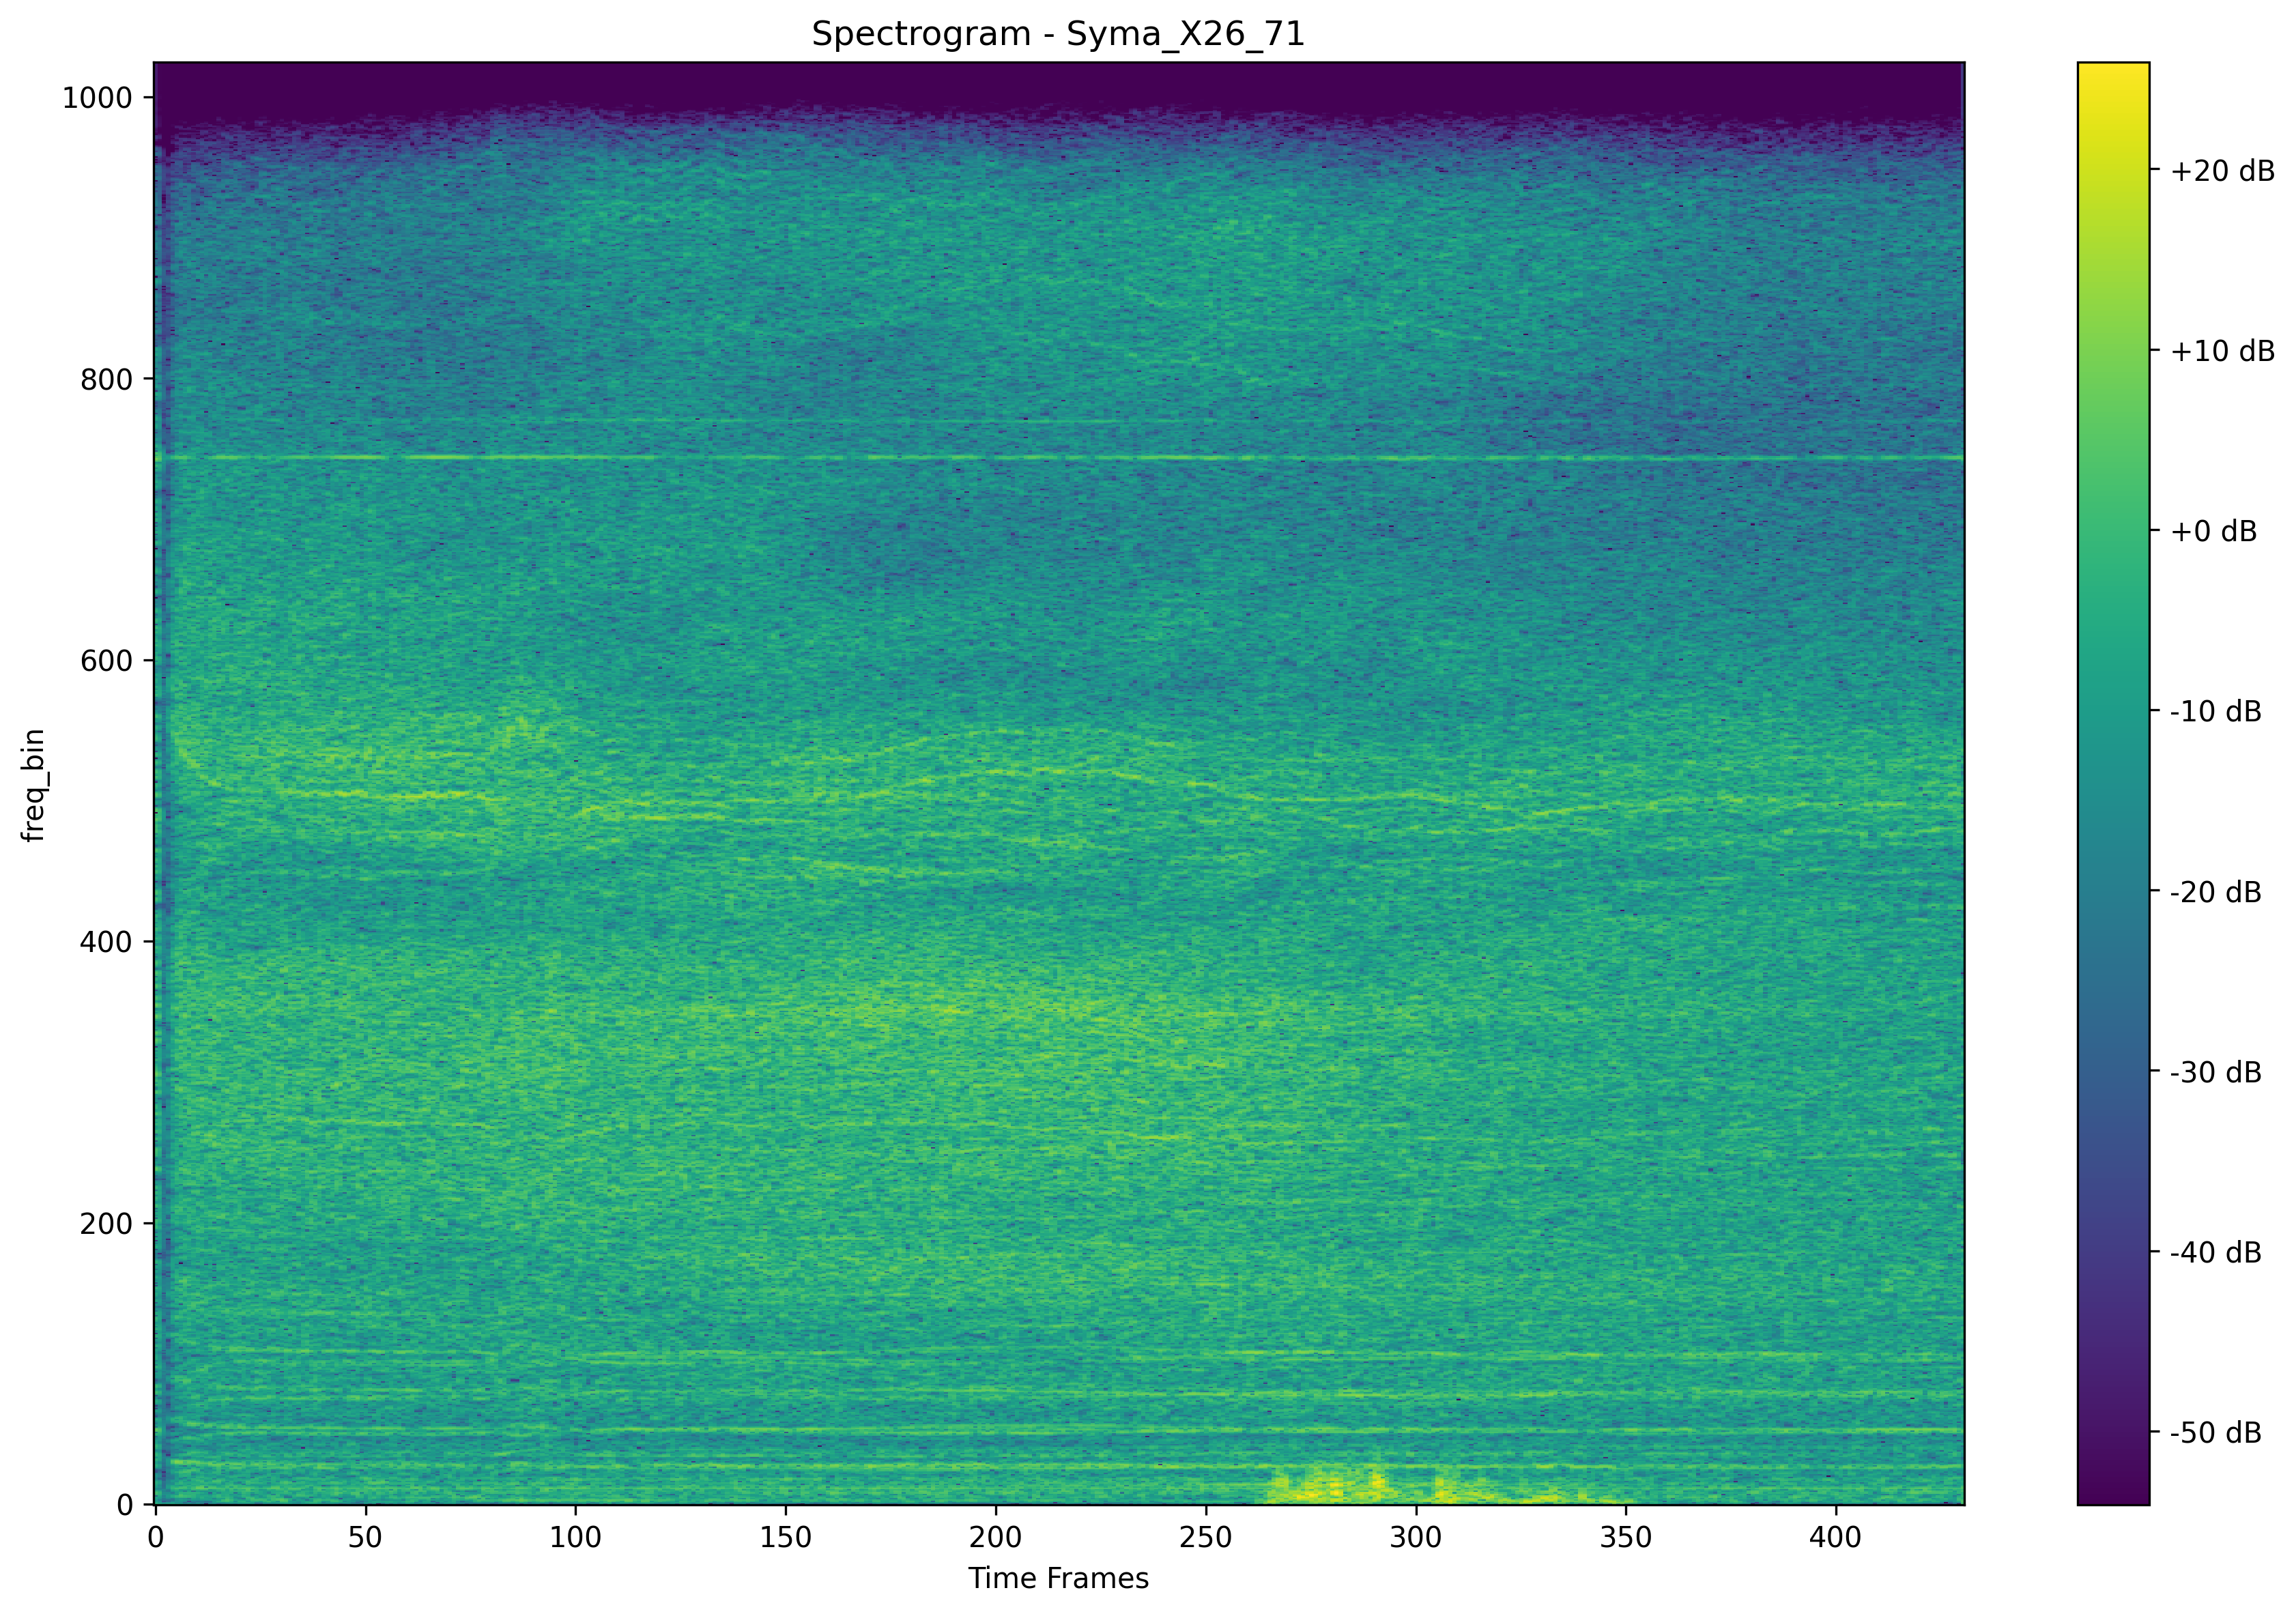 Spectrogram - Syma_X26_71
1000
800
600
400
200
0
freq_bin
0 50 100 150 200 250 300 350 400
Time Frames
+20 dB
+10 dB
+0 dB
-10 dB
-20 dB
-30 dB
-40 dB
-50 dB